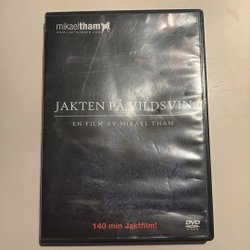 mikaeltham
JAKTEN PÅ VILDSVIN
EN FILM AV MIKAEL THAM
140 min Jaktfilm!
DVD